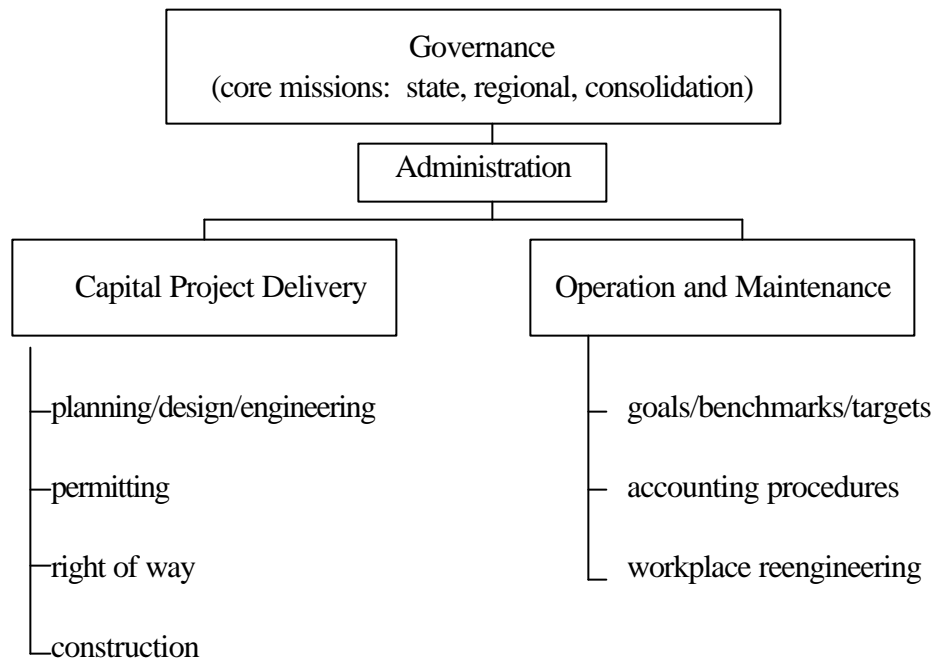 Governance
(core missions: state, regional, consolidation)
Administration
Capital Project Delivery
planning/design/engineering
permitting
right of way
construction
Operation and Maintenance
goals/benchmarks/targets
accounting procedures
workplace reengineering